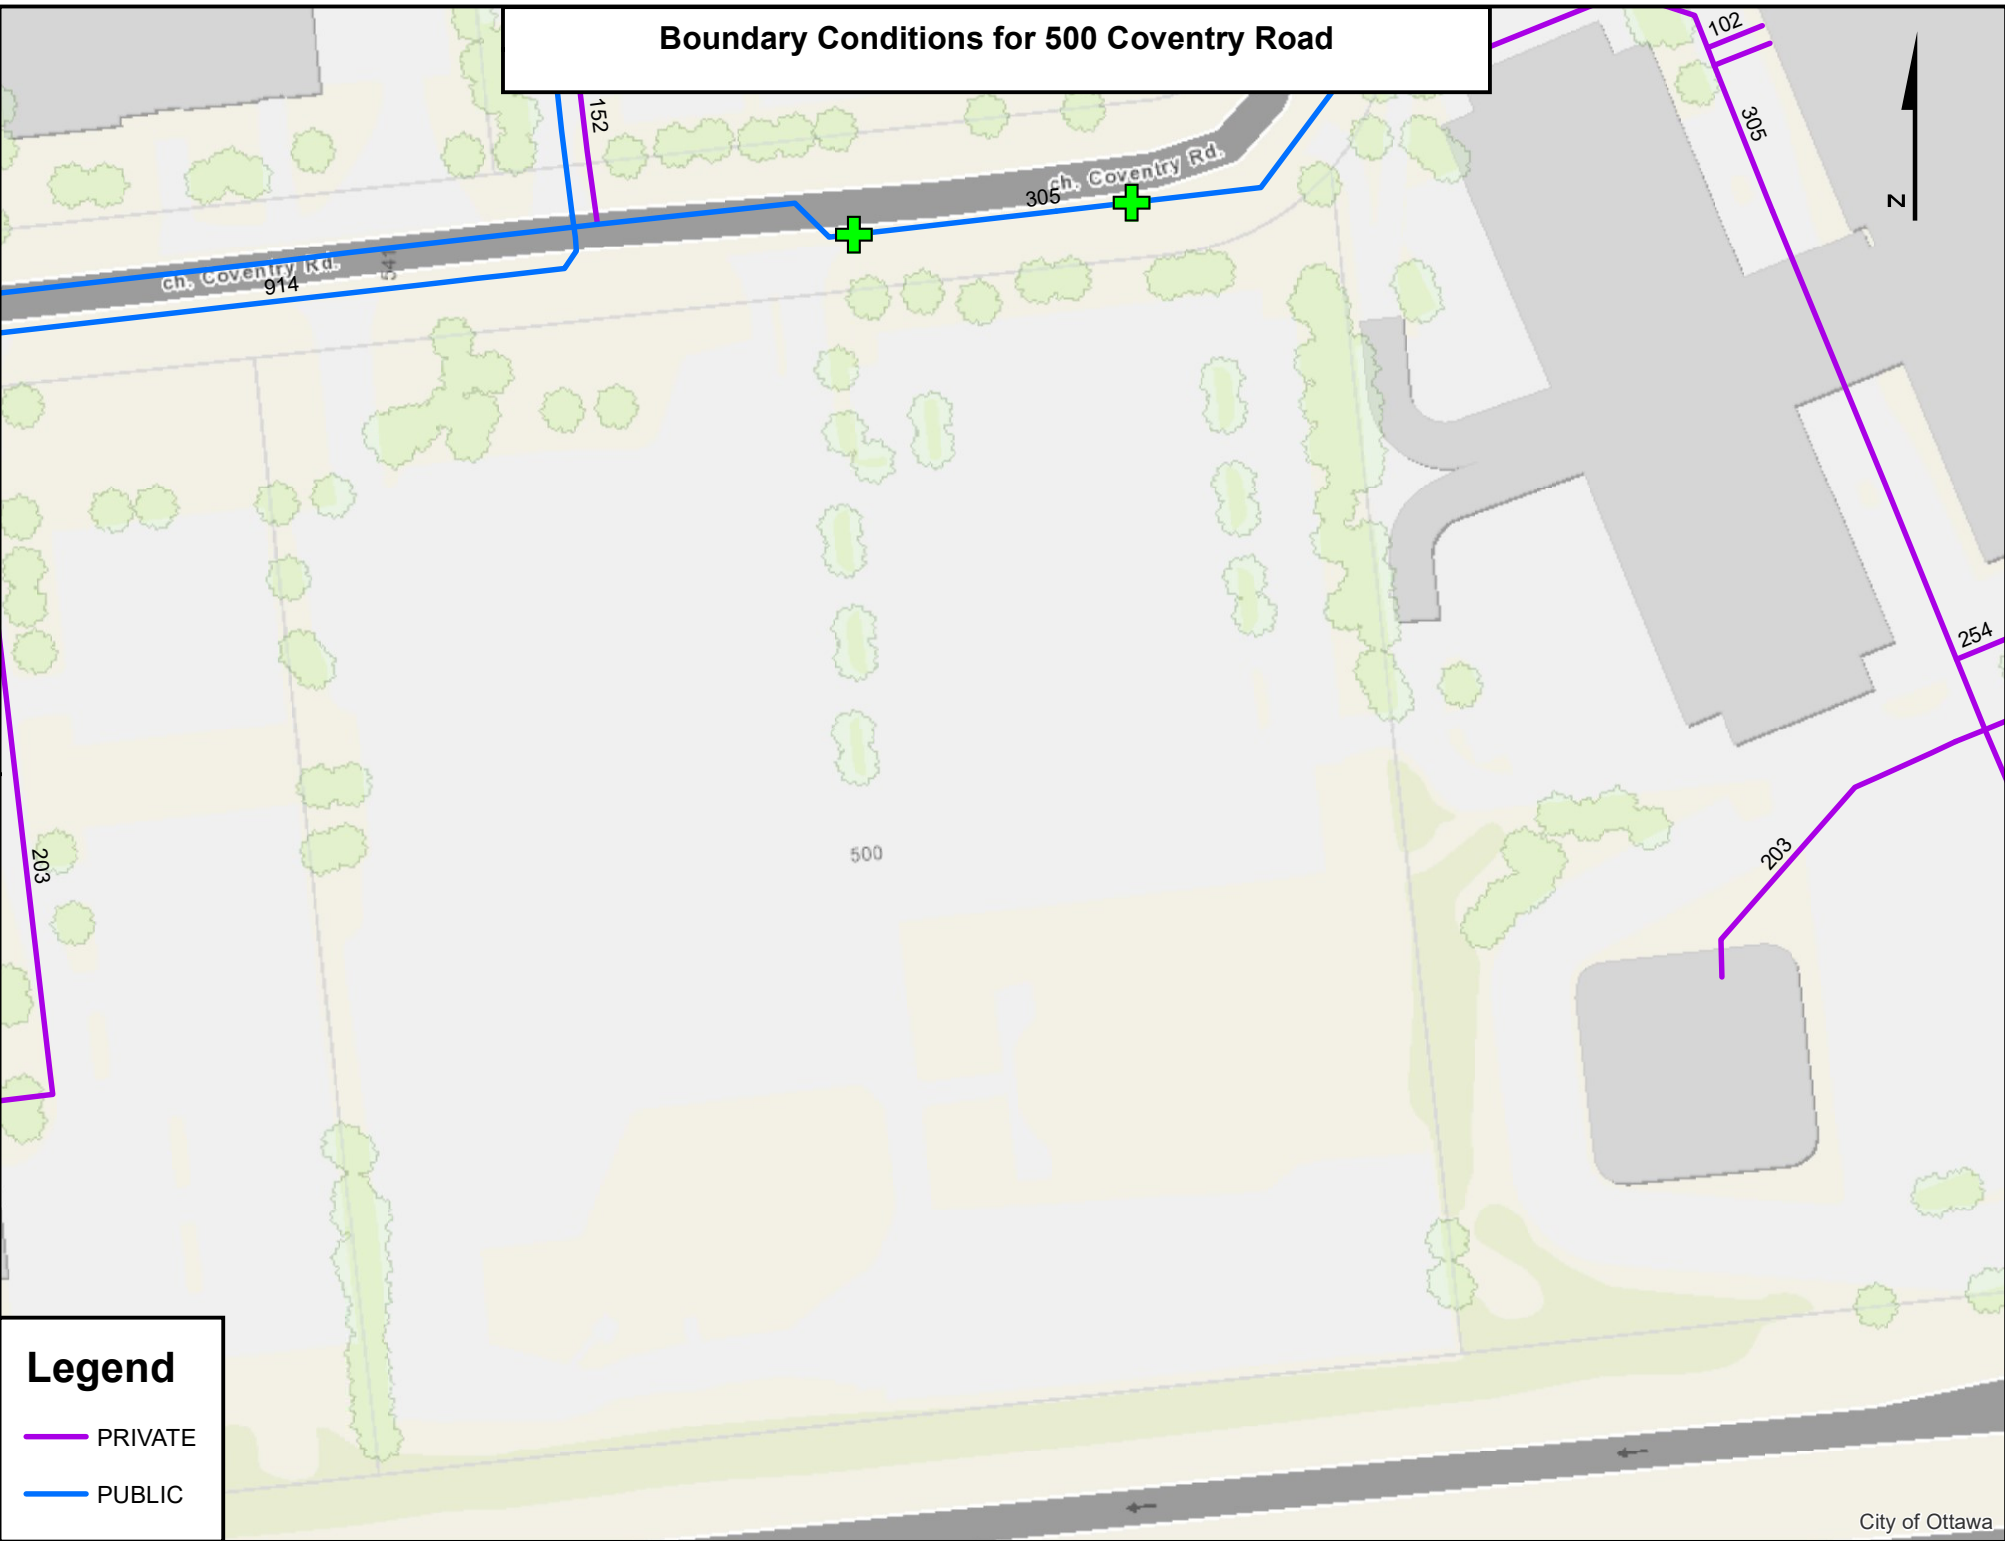 Boundary Conditions for 500 Coventry Road
102
152
305
ch. Coventry Rd.
305
N
ch. Coventry Rd.
541
914
254
500
203
203
Legend
PRIVATE
PUBLIC
City of Ottawa